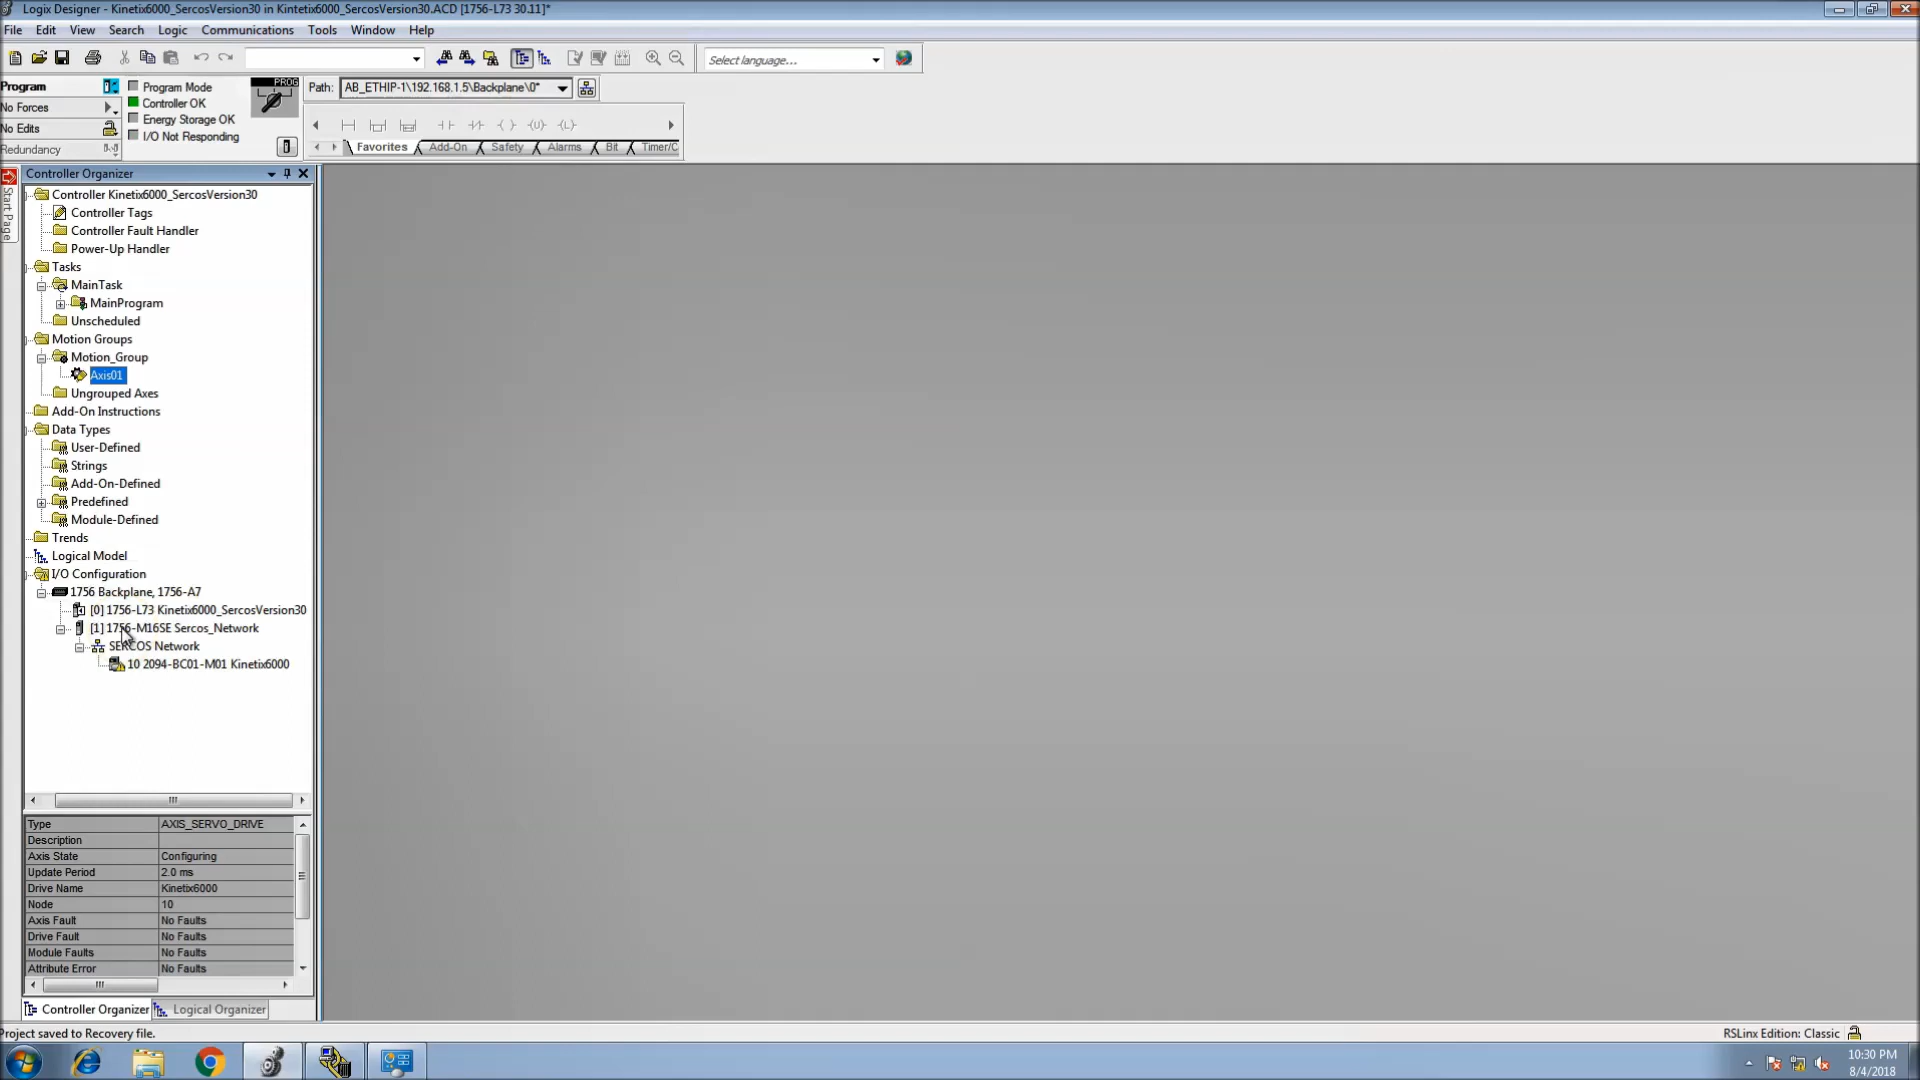 Logix Designer - Kinetix6000_SercosVersion30 in Kintetix6000_SercosVersion30.ACD [1756-L73 30.11]*
File Edit View Search Logic Communications Tools Window Help
Select language...
Program
No Forces
No Edits
Redundancy
Program Mode
Controller OK
Energy Storage OK
I/O Not Responding
PROG
Path: AB_ETHIP-1\192.168.1.5\Backplane\0*
Favorites Add-On Safety Alarms Bit Timer/C
Start Page
Controller Organizer
Controller Kinetix6000_SercosVersion30
Controller Tags
Controller Fault Handler
Power-Up Handler
Tasks
MainTask
MainProgram
Unscheduled
Motion Groups
Motion_Group
Axis01
Ungrouped Axes
Add-On Instructions
Data Types
User-Defined
Strings
Add-On-Defined
Predefined
Module-Defined
Trends
Logical Model
I/O Configuration
1756 Backplane, 1756-A7
[0] 1756-L73 Kinetix6000_SercosVersion30
[1] 1756-M16SE Sercos_Network
SERCOS Network
10 2094-BC01-M01 Kinetix6000
Type AXIS_SERVO_DRIVE
Description
Axis State Configuring
Update Period 2.0 ms
Drive Name Kinetix6000
Node 10
Axis Fault No Faults
Drive Fault No Faults
Module Faults No Faults
Attribute Error No Faults
Controller Organizer Logical Organizer
Project saved to Recovery file.
RSLinx Edition: Classic
10:30 PM
8/4/2018